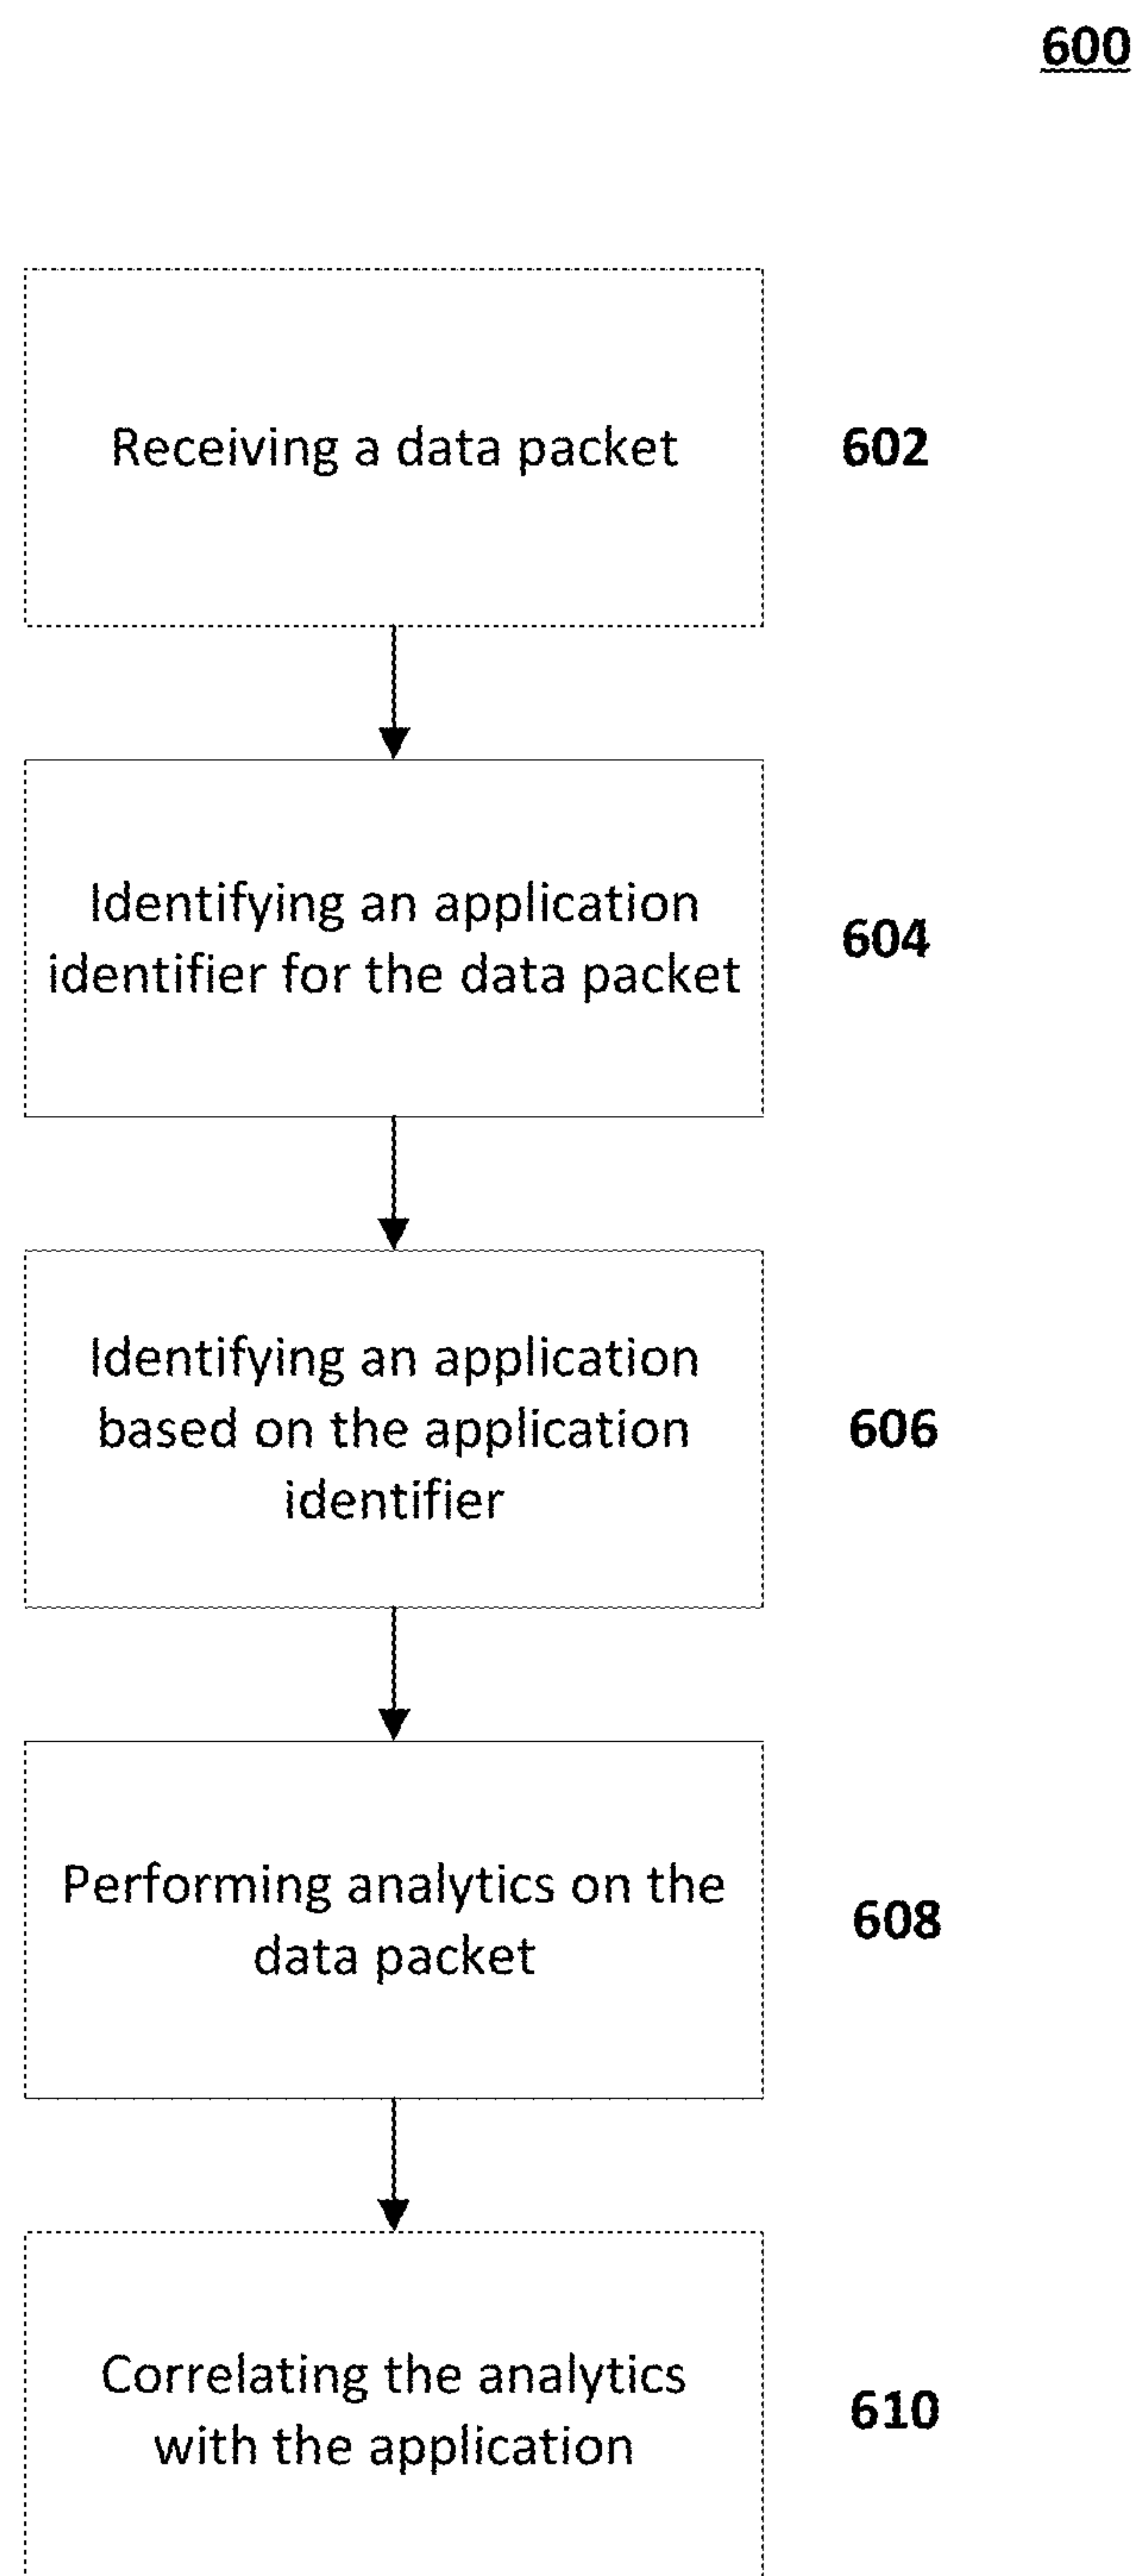 600
Receiving a data packet
602
Identifying an application
identifier for the data packet
604
Identifying an application
based on the application
identifier
606
Performing analytics on the
data packet
608
Correlating the analytics
with the application
610